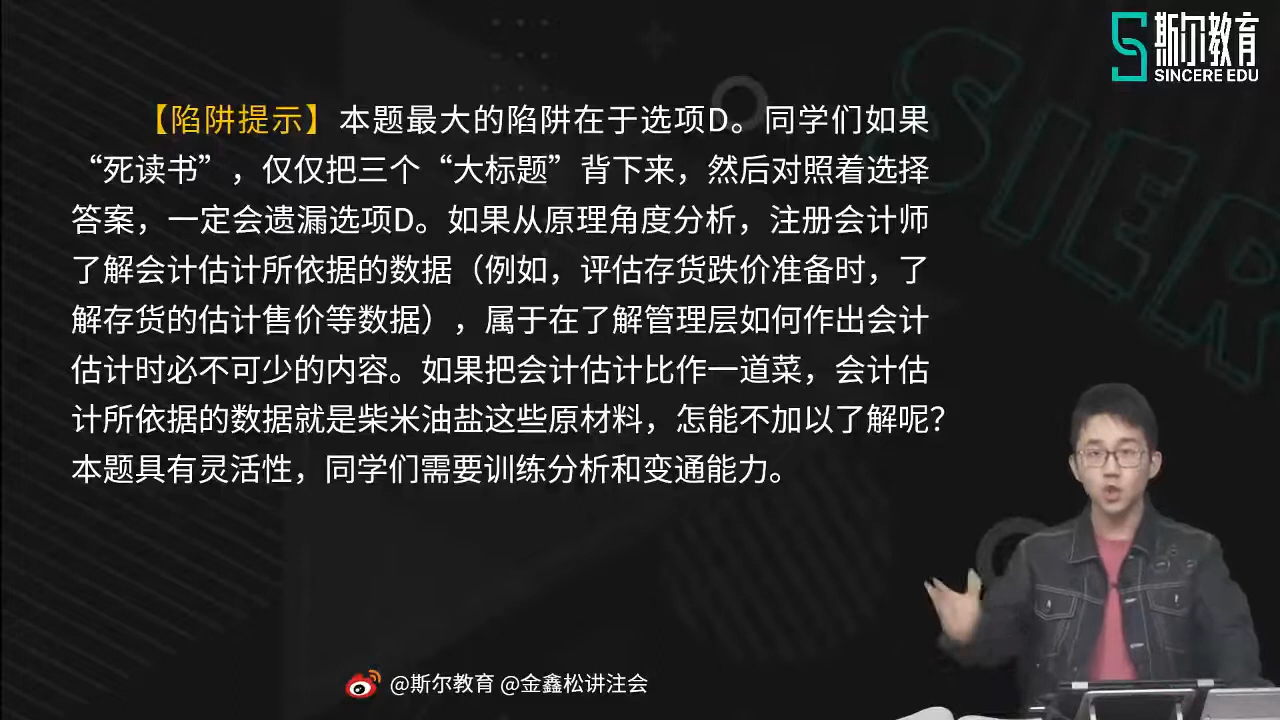 斯尔教育
SINCERE EDU
【陷阱提示】本题最大的陷阱在于选项D。同学们如果
“死读书”，仅仅把三个“大标题”背下来，然后对照着选择
答案，一定会遗漏选项D。如果从原理角度分析，注册会计师
了解会计估计所依据的数据（例如，评估存货跌价准备时，了
解存货的估计售价等数据），属于在了解管理层如何作出会计
估计时必不可少的内容。如果把会计估计比作一道菜，会计估
计所依据的数据就是柴米油盐这些原材料，怎能不加以了解呢？
本题具有灵活性，同学们需要训练分析和变通能力。
SIER
@斯尔教育 @金鑫松讲注会